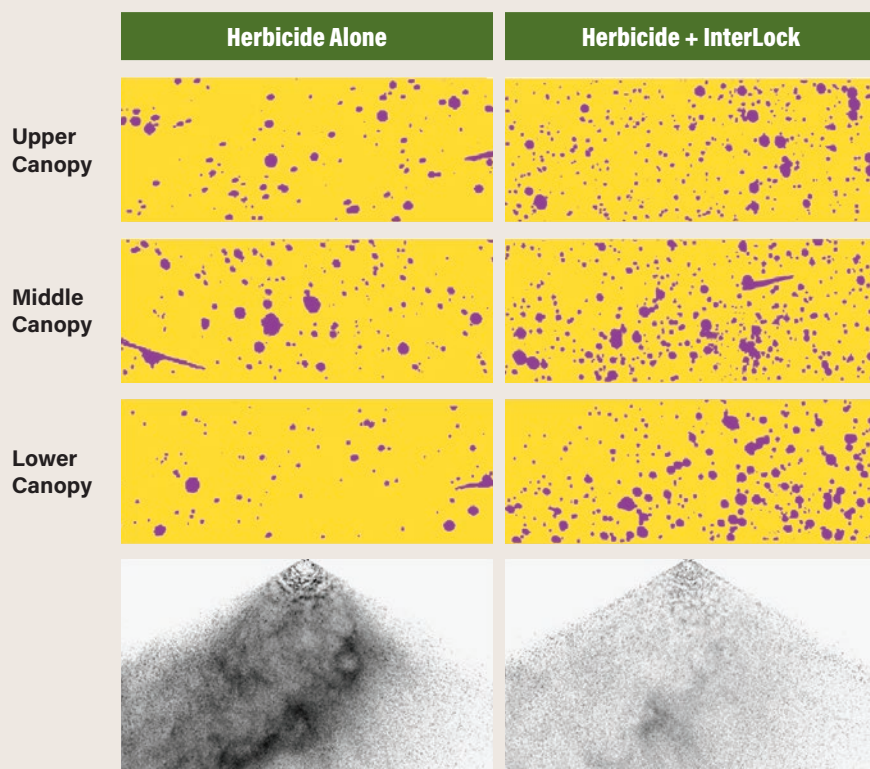 Herbicide Alone
Herbicide + InterLock
Upper
Canopy
Middle
Canopy
Lower
Canopy